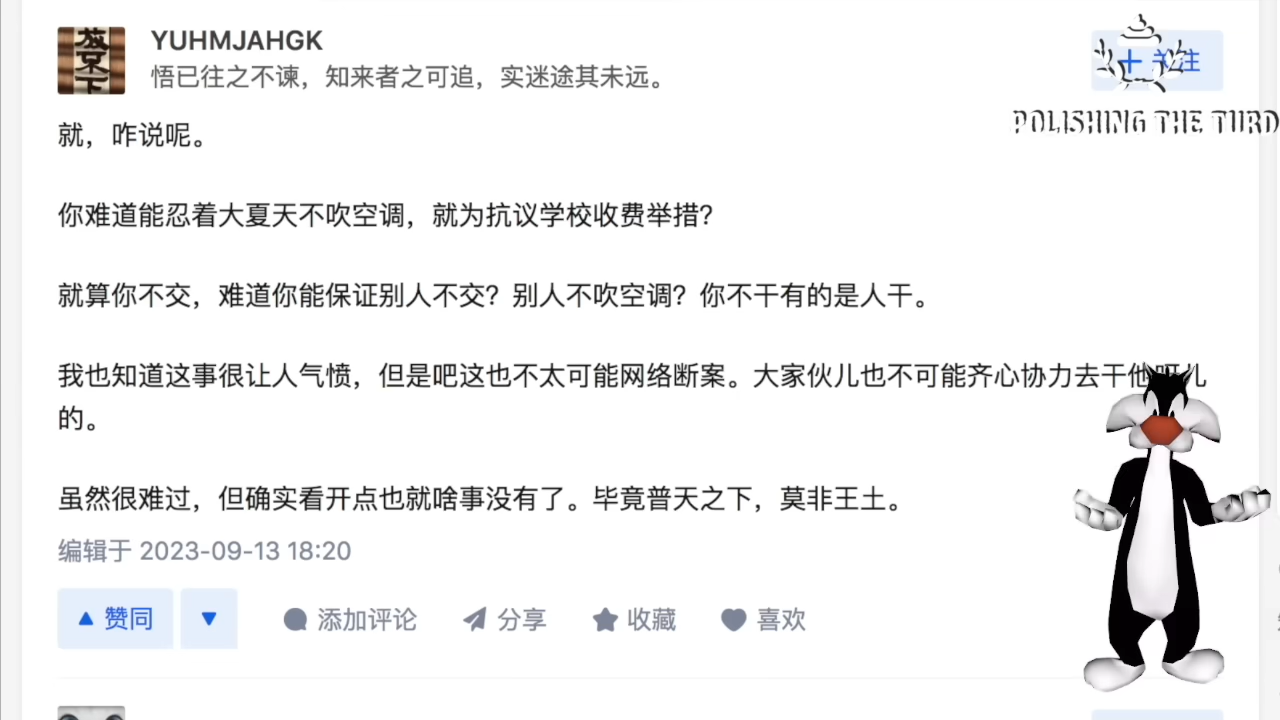 YUHMJAHGK
悟已往之不谏，知来者之可追，实迷途其未远。
+ 关注
POLISHING THE TURD
就，咋说呢。
你难道能忍着大夏天不吹空调，就为抗议学校收费举措？
就算你不交，难道你能保证别人不交？别人不吹空调？你不干有的是人干。
我也知道这事很让人气愤，但是吧这也不太可能网络断案。大家伙儿也不可能齐心协力去干他啊儿
的。
虽然很难过，但确实看开点也就啥事没有了。毕竟普天之下，莫非王土。
编辑于 2023-09-13 18:20
赞同
添加评论
分享
收藏
喜欢